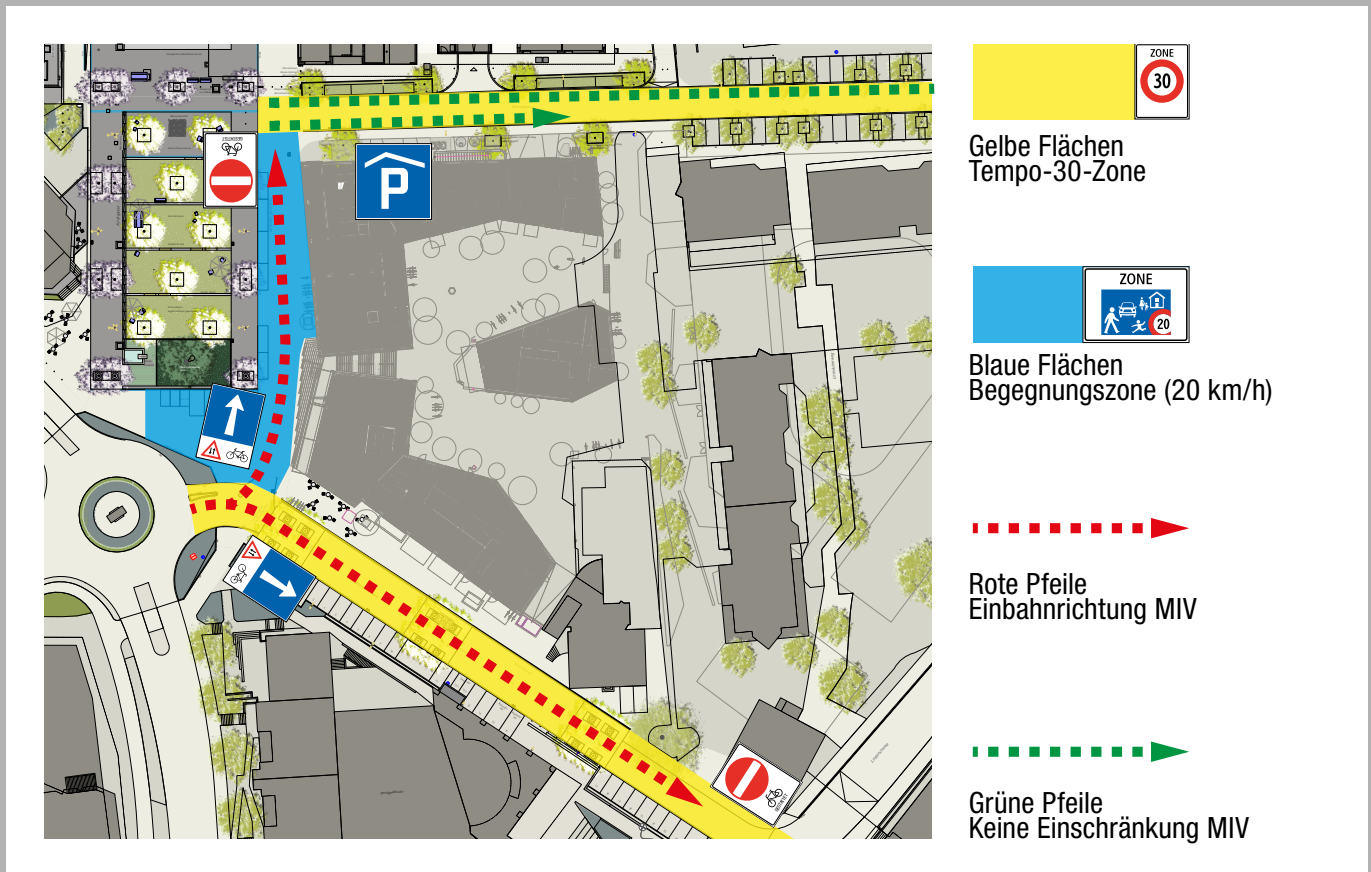 P
ZONE
30
Gelbe Flächen
Tempo-30-Zone
ZONE
20
Blaue Flächen
Begegnungszone (20 km/h)
Rote Pfeile
Einbahnrichtung MIV
Grüne Pfeile
Keine Einschränkung MIV